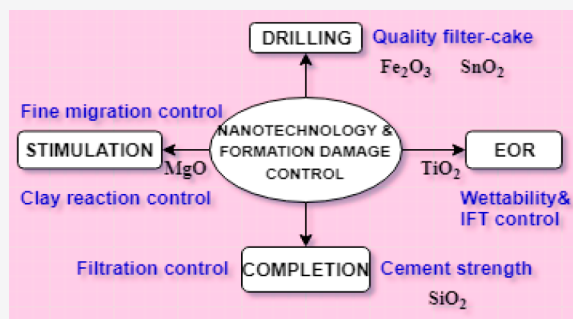 DRILLING
Quality filter-cake
Fe₂O₃ SnO₂
Fine migration control
STIMULATION
MgO
Clay reaction control
NANOTECHNOLOGY &
FORMATION DAMAGE
CONTROL
EOR
TiO₂
Wettability&
IFT control
Filtration control
COMPLETION
Cement strength
SiO₂